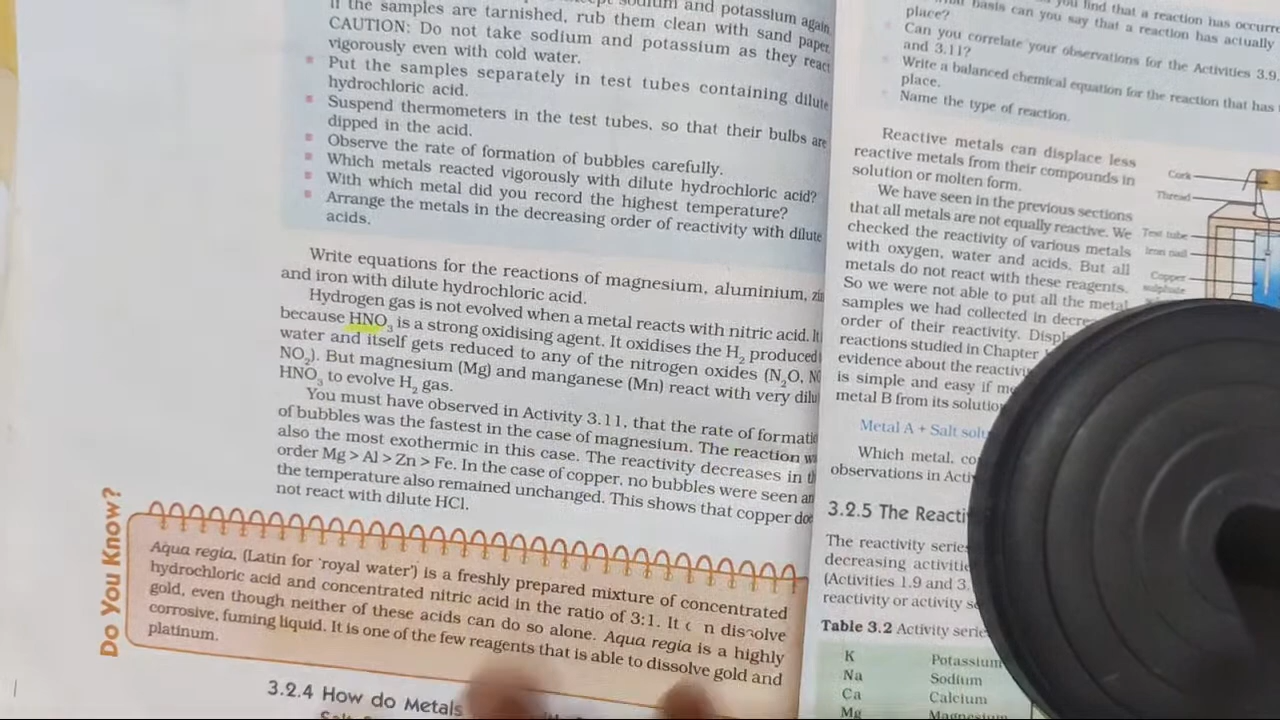 sodium and potassium again
If the samples are tarnished, rub them clean with sand paper
CAUTION: Do not take sodium and potassium as they react
vigorously even with cold water.
Put the samples separately in test tubes containing dilute
hydrochloric acid.
Suspend thermometers in the test tubes, so that their bulbs are
dipped in the acid.
Observe the rate of formation of bubbles carefully.
Which metals reacted vigorously with dilute hydrochloric acid?
With which metal did you record the highest temperature?
Arrange the metals in the decreasing order of reactivity with dilute
acids.
Write equations for the reactions of magnesium, aluminium,
and iron with dilute hydrochloric acid.
Hydrogen gas is not evolved when a metal reacts with nitric acid. It
because HNO₃ is a strong oxidising agent. It oxidises the H₂ produced
water and itself gets reduced to any of the nitrogen oxides (N₂O,
NO₂). But magnesium (Mg) and manganese (Mn) react with very
HNO₃ to evolve H₂ gas.
You must have observed in Activity 3.11, that the rate of
of bubbles was the fastest in the case of magnesium. The reaction
also the most exothermic in this case. The reactivity decreases in
order Mg > Al > Zn > Fe. In the case of copper, no bubbles were seen
the temperature also remained unchanged. This shows that copper
not react with dilute HCl.
Do You Know?
Aqua regia, (Latin for 'royal water') is a freshly prepared mixture of concentrated
hydrochloric acid and concentrated nitric acid in the ratio of 3:1. It dissolve
gold, even though neither of these acids can do so alone. Aqua regia is a highly
corrosive, fuming liquid. It is one of the few reagents that is able to dissolve gold and
platinum.
3.2.4 How do Metals
you find that a reaction has
basis can you say that a reaction has actually
place?
Can you correlate your observations for the Activities 3.9
and 3.11?
Write a balanced chemical equation for the reaction that has
place.
Name the type of reaction.
Reactive metals can displace less
reactive metals from their compounds in
solution or molten form.
We have seen in the previous sections
that all metals are not equally reactive. We
checked the reactivity of various metals
with oxygen, water and acids. But all
metals do not react with these reagents.
So we were not able to put all the metal
samples we had collected in
order of their reactivity.
reactions studied in Chapter
evidence about the
is simple and easy if
metal B from its
Metal A + Salt
Which metal,
observations in
3.2.5 The
The reactivity
decreasing
(Activities 1.9 and 3.
reactivity or activity
Table 3.2 Activity
K Potassium
Na Sodium
Ca Calcium
Mg Magnesium
Cork
Thread
Test tube
Iron nail
Copper
sulphate